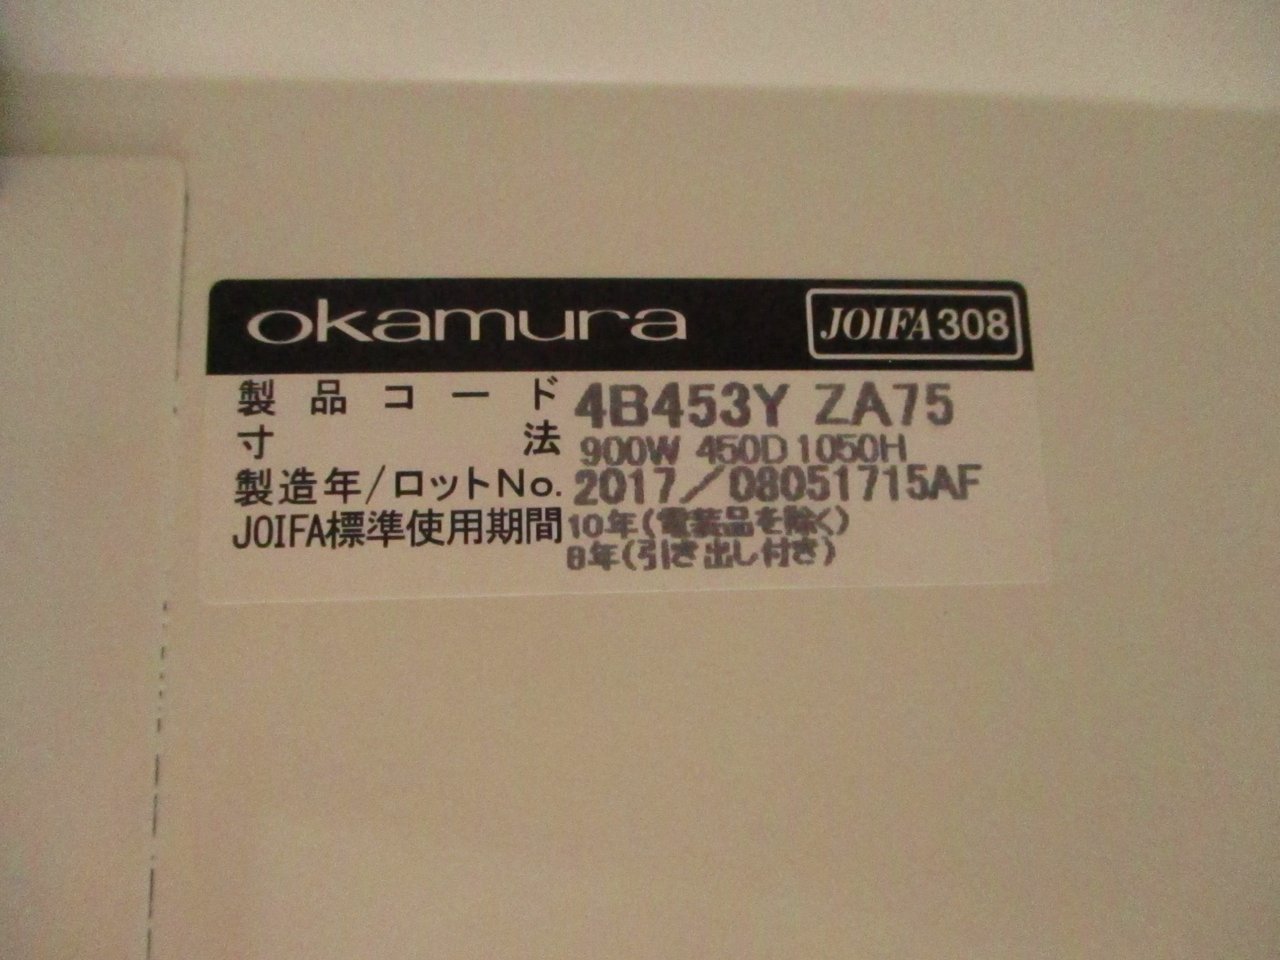 okamura JOIFA308
製品コード 4B453Y ZA75
寸法 900W 450D 1050H
製造年/ロットNo. 2017/08051715AF
JOIFA標準使用期間 10年(電装品を除く)
8年(引き出し付き)